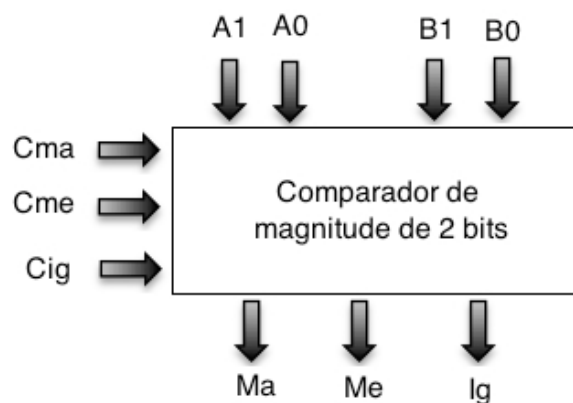 A1 A0 B1 B0
Cma
Cme
Cig
Comparador de
magnitude de 2 bits
Ma Me Ig